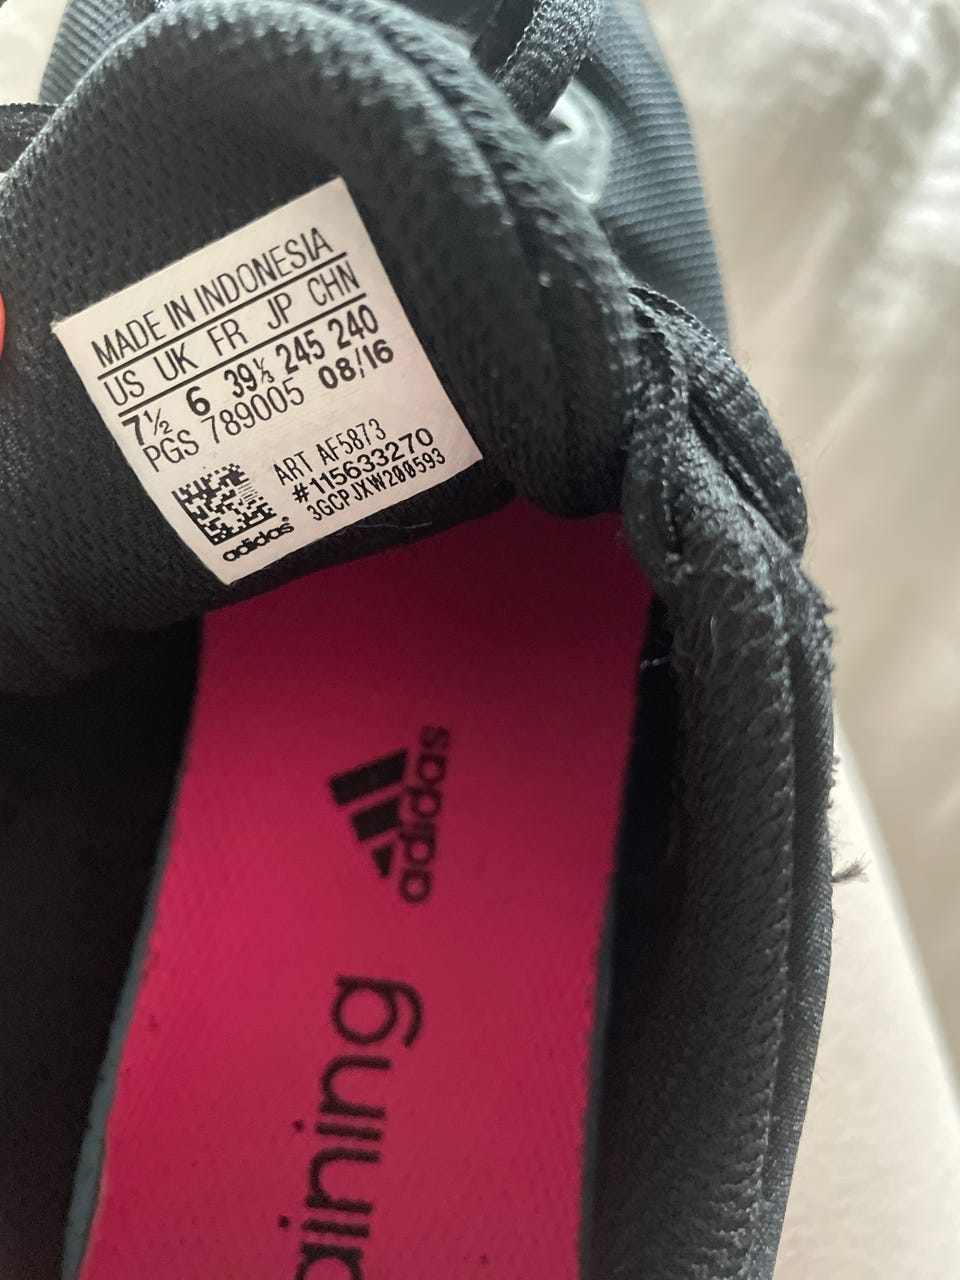 MADE IN INDONESIA
US UK FR JP CHN
7½ 6 39⅓ 245 240
PGS 789005 08/16
ART AF5873
#115633270
3GCPJXW200593
adidas
adidas
aining